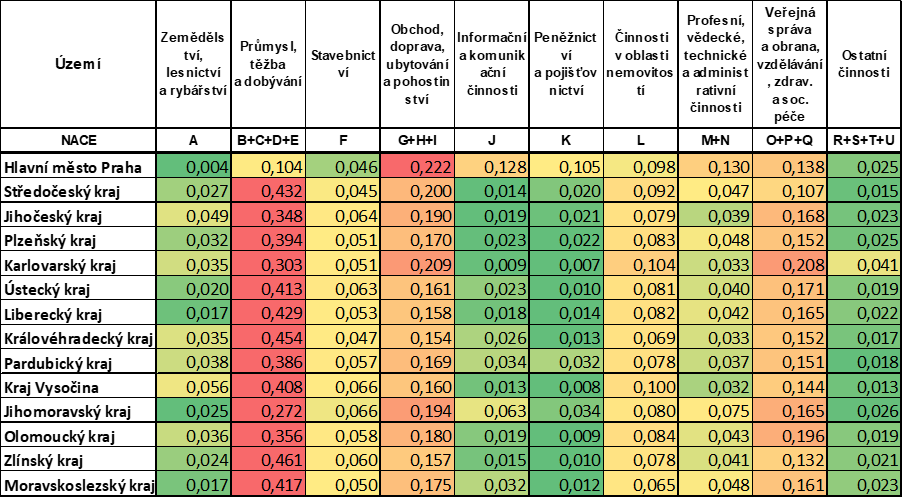 Území Zemědělství, lesnictví a rybářství Průmysl, těžba a dobývání Stavebnictví Obchod, doprava, ubytování a pohostinství Informační a komunikační činnosti Peněžnictví a pojišťovnictví Činnosti v oblasti nemovitostí Profesní, vědecké, technické a administrativní činnosti Veřejná správa a obrana, vzdělávání, zdrav. a soc. péče Ostatní činnosti
NACE A B+C+D+E F G+H+I J K L M+N O+P+Q R+S+T+U
Hlavní město Praha 0,004 0,104 0,046 0,222 0,128 0,105 0,098 0,130 0,138 0,025
Středočeský kraj 0,027 0,432 0,045 0,200 0,014 0,020 0,092 0,047 0,107 0,015
Jihočeský kraj 0,049 0,348 0,064 0,190 0,019 0,021 0,079 0,039 0,168 0,023
Plzeňský kraj 0,032 0,394 0,051 0,170 0,023 0,022 0,083 0,048 0,152 0,025
Karlovarský kraj 0,035 0,303 0,051 0,209 0,009 0,007 0,104 0,033 0,208 0,041
Ústecký kraj 0,020 0,413 0,063 0,161 0,023 0,010 0,081 0,040 0,171 0,019
Liberecký kraj 0,017 0,429 0,053 0,158 0,018 0,014 0,082 0,042 0,165 0,022
Královéhradecký kraj 0,035 0,454 0,047 0,154 0,026 0,013 0,069 0,033 0,152 0,017
Pardubický kraj 0,038 0,386 0,057 0,169 0,034 0,032 0,078 0,037 0,151 0,018
Kraj Vysočina 0,056 0,408 0,066 0,160 0,013 0,008 0,100 0,032 0,144 0,013
Jihomoravský kraj 0,025 0,272 0,066 0,194 0,063 0,034 0,080 0,075 0,165 0,026
Olomoucký kraj 0,036 0,356 0,058 0,180 0,019 0,009 0,084 0,043 0,196 0,019
Zlínský kraj 0,024 0,461 0,060 0,157 0,015 0,010 0,078 0,041 0,132 0,021
Moravskoslezský kraj 0,017 0,417 0,050 0,175 0,032 0,012 0,065 0,048 0,161 0,023